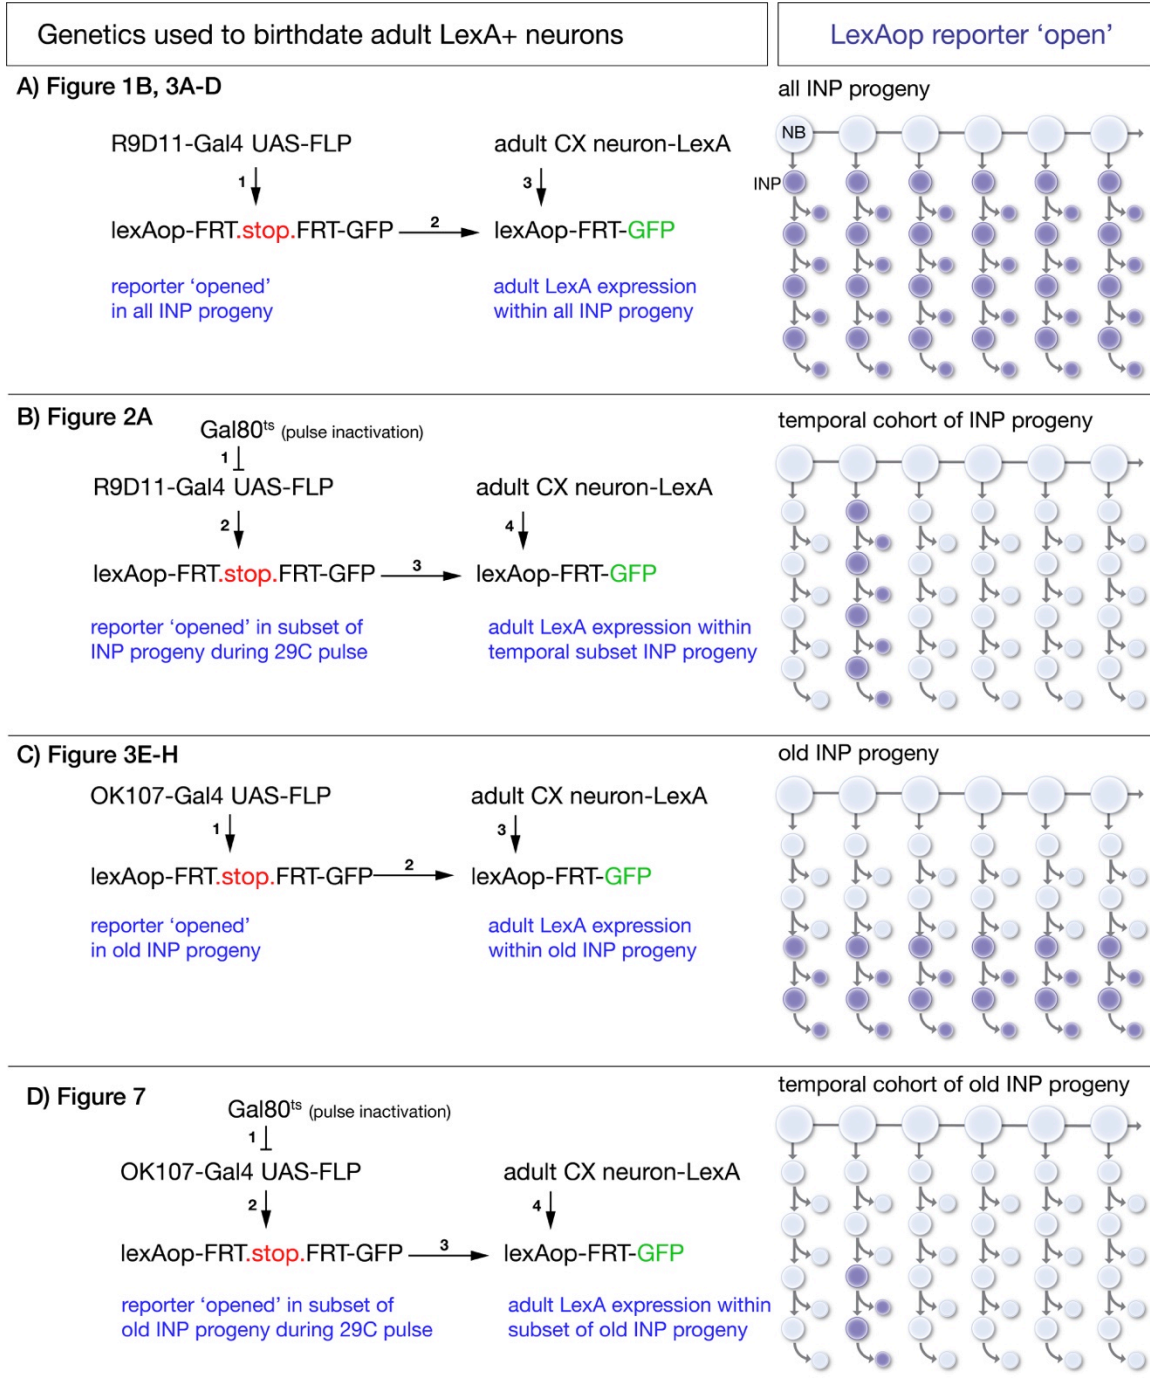 Genetics used to birthdate adult LexA+ neurons
LexAop reporter ‘open’
A) Figure 1B, 3A-D
all INP progeny
R9D11-Gal4 UAS-FLP
adult CX neuron-LexA
NB
1
3
INP
lexAop-FRT.stop.FRT-GFP
2
lexAop-FRT-GFP
reporter ‘opened’
in all INP progeny
adult LexA expression
within all INP progeny
B) Figure 2A
temporal cohort of INP progeny
Gal80ts (pulse inactivation)
1
R9D11-Gal4 UAS-FLP
adult CX neuron-LexA
2
4
lexAop-FRT.stop.FRT-GFP
3
lexAop-FRT-GFP
reporter ‘opened’ in subset of
INP progeny during 29C pulse
adult LexA expression within
temporal subset INP progeny
C) Figure 3E-H
old INP progeny
OK107-Gal4 UAS-FLP
adult CX neuron-LexA
1
3
lexAop-FRT.stop.FRT-GFP
2
lexAop-FRT-GFP
reporter ‘opened’
in old INP progeny
adult LexA expression
within old INP progeny
D) Figure 7
temporal cohort of old INP progeny
Gal80ts (pulse inactivation)
1
OK107-Gal4 UAS-FLP
adult CX neuron-LexA
2
4
lexAop-FRT.stop.FRT-GFP
3
lexAop-FRT-GFP
reporter ‘opened’ in subset of
old INP progeny during 29C pulse
adult LexA expression within
subset of old INP progeny